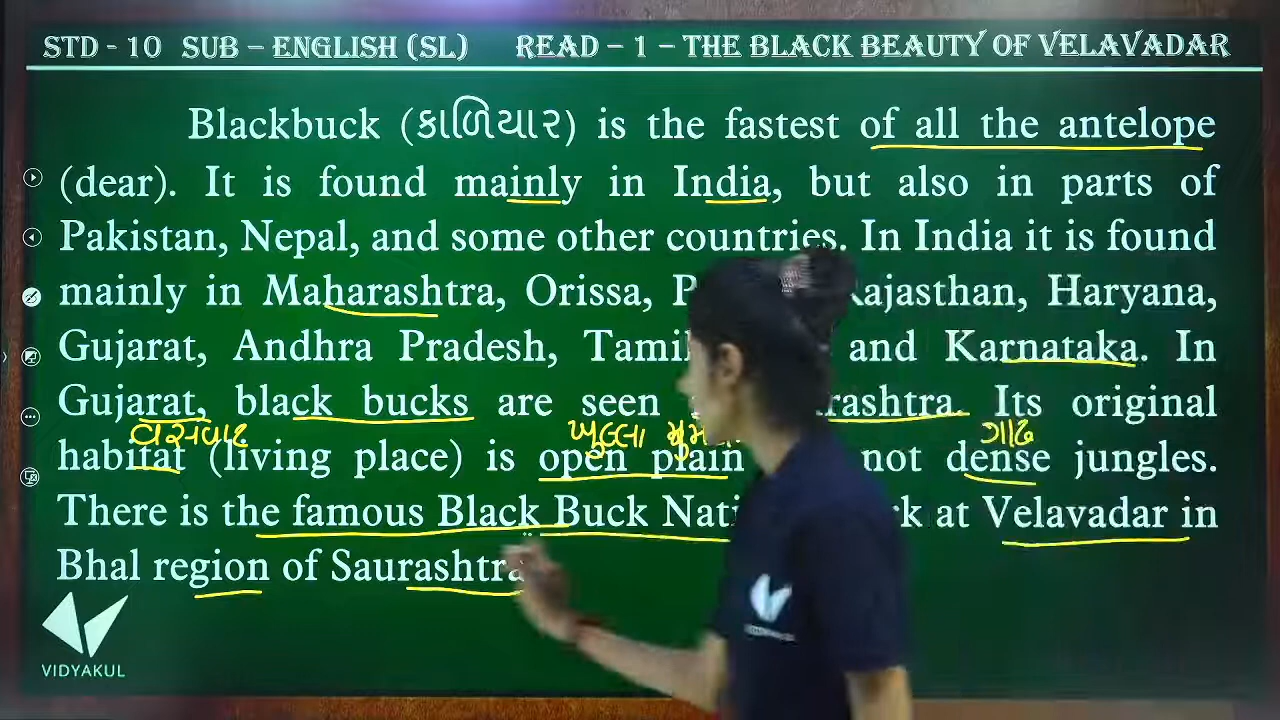 STD - 10 SUB – ENGLISH (SL) READ – 1 – THE BLACK BEAUTY OF VELAVADAR
Blackbuck (કાળિયાર) is the fastest of all the antelope
(dear). It is found mainly in India, but also in parts of
Pakistan, Nepal, and some other countries. In India it is found
mainly in Maharashtra, Orissa, Rajasthan, Haryana,
Gujarat, Andhra Pradesh, Tamil and Karnataka. In
Gujarat, black bucks are seen Its original
વસવાટ ખુલ્લા ગાઢ
habitat (living place) is open plain not dense jungles.
There is the famous Black Buck at Velavadar in
Bhal region of Saurashtra
VIDYAKUL